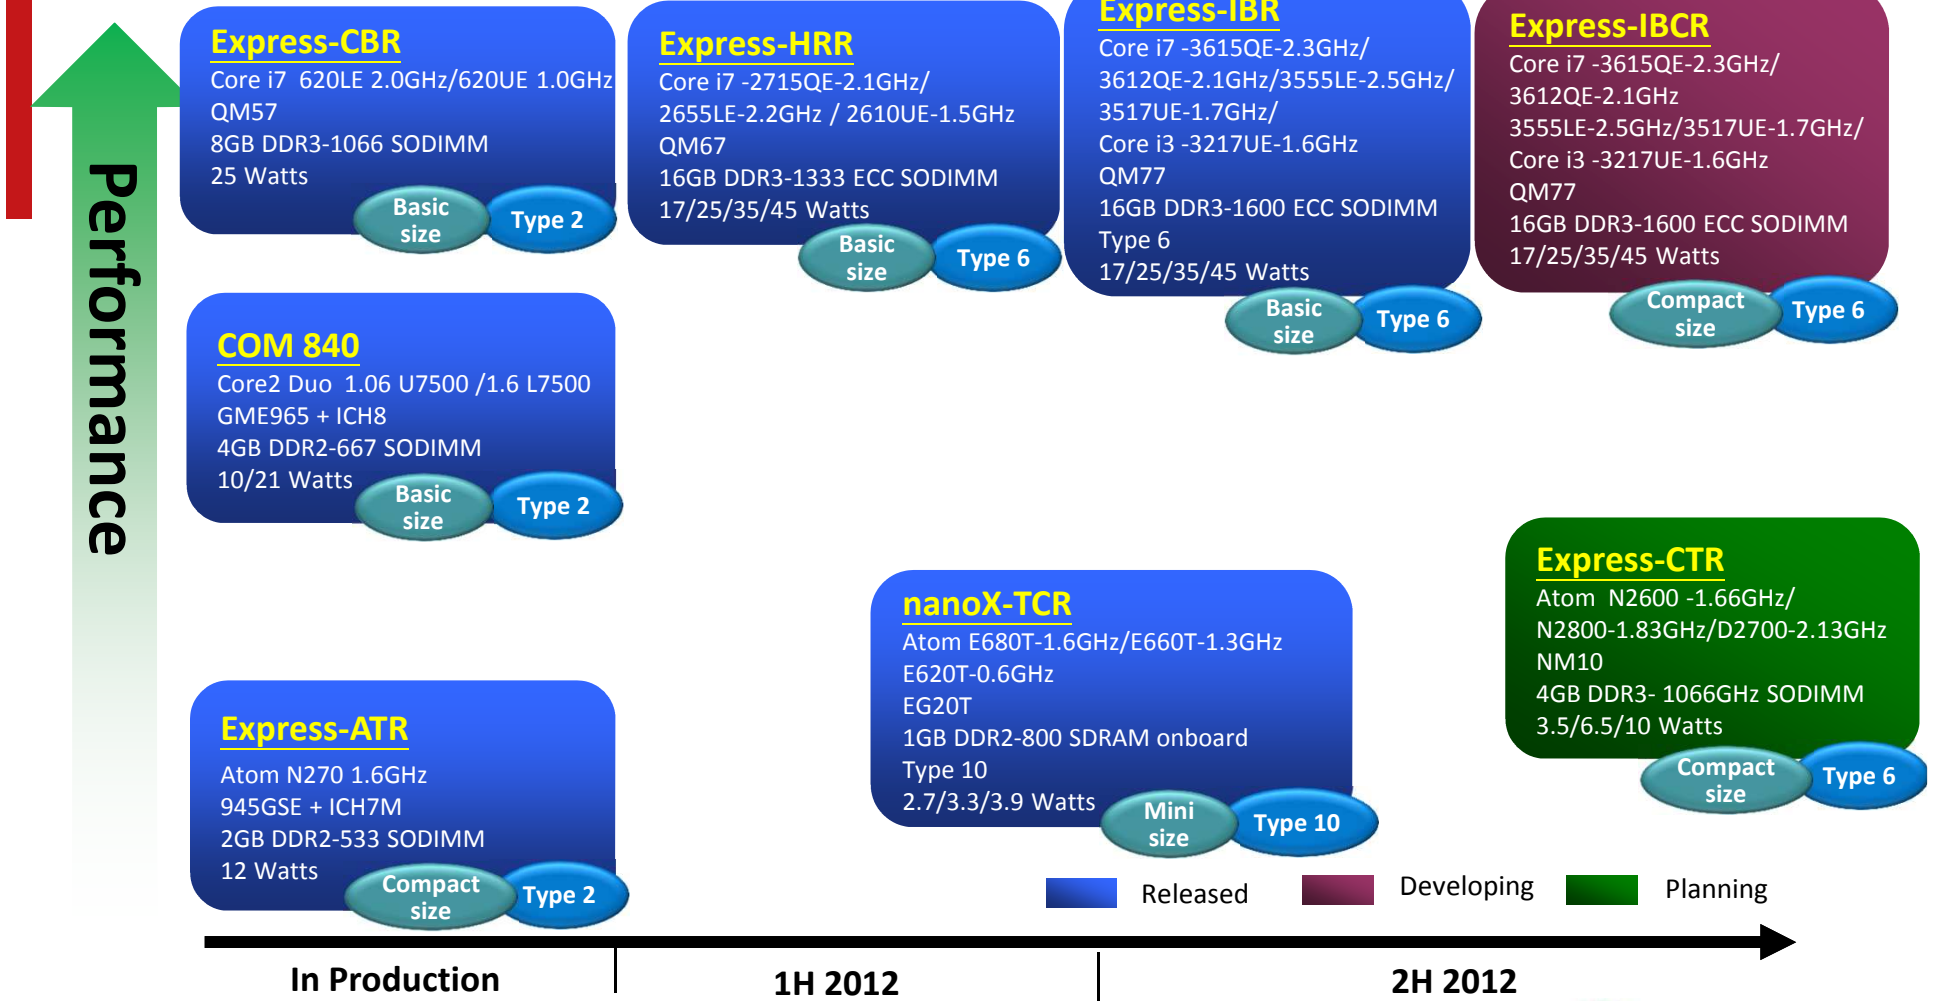 Performance
Express-CBR
Core i7  620LE 2.0GHz/620UE 1.0GHz
QM57
8GB DDR3-1066 SODIMM
25 Watts
Basic
size
Type 2
Express-HRR
Core i7 -2715QE-2.1GHz/
2655LE-2.2GHz / 2610UE-1.5GHz
QM67
16GB DDR3-1333 ECC SODIMM
17/25/35/45 Watts
Basic
size
Type 6
Express-IBR
Core i7 -3615QE-2.3GHz/
3612QE-2.1GHz/3555LE-2.5GHz/
3517UE-1.7GHz/
Core i3 -3217UE-1.6GHz
QM77
16GB DDR3-1600 ECC SODIMM
Type 6
17/25/35/45 Watts
Basic
size
Type 6
Express-IBCR
Core i7 -3615QE-2.3GHz/
3612QE-2.1GHz
3555LE-2.5GHz/3517UE-1.7GHz/
Core i3 -3217UE-1.6GHz
QM77
16GB DDR3-1600 ECC SODIMM
17/25/35/45 Watts
Compact
size
Type 6
COM 840
Core2 Duo  1.06 U7500 /1.6 L7500
GME965 + ICH8
4GB DDR2-667 SODIMM
10/21 Watts
Basic
size
Type 2
nanoX-TCR
Atom E680T-1.6GHz/E660T-1.3GHz
E620T-0.6GHz
EG20T
1GB DDR2-800 SDRAM onboard
Type 10
2.7/3.3/3.9 Watts
Mini
size
Type 10
Express-CTR
Atom  N2600 -1.66GHz/
N2800-1.83GHz/D2700-2.13GHz
NM10
4GB DDR3- 1066GHz SODIMM
3.5/6.5/10 Watts
Compact
size
Type 6
Express-ATR
Atom N270 1.6GHz
945GSE + ICH7M
2GB DDR2-533 SODIMM
12 Watts
Compact
size
Type 2
Released
Developing
Planning
In Production
1H 2012
2H 2012